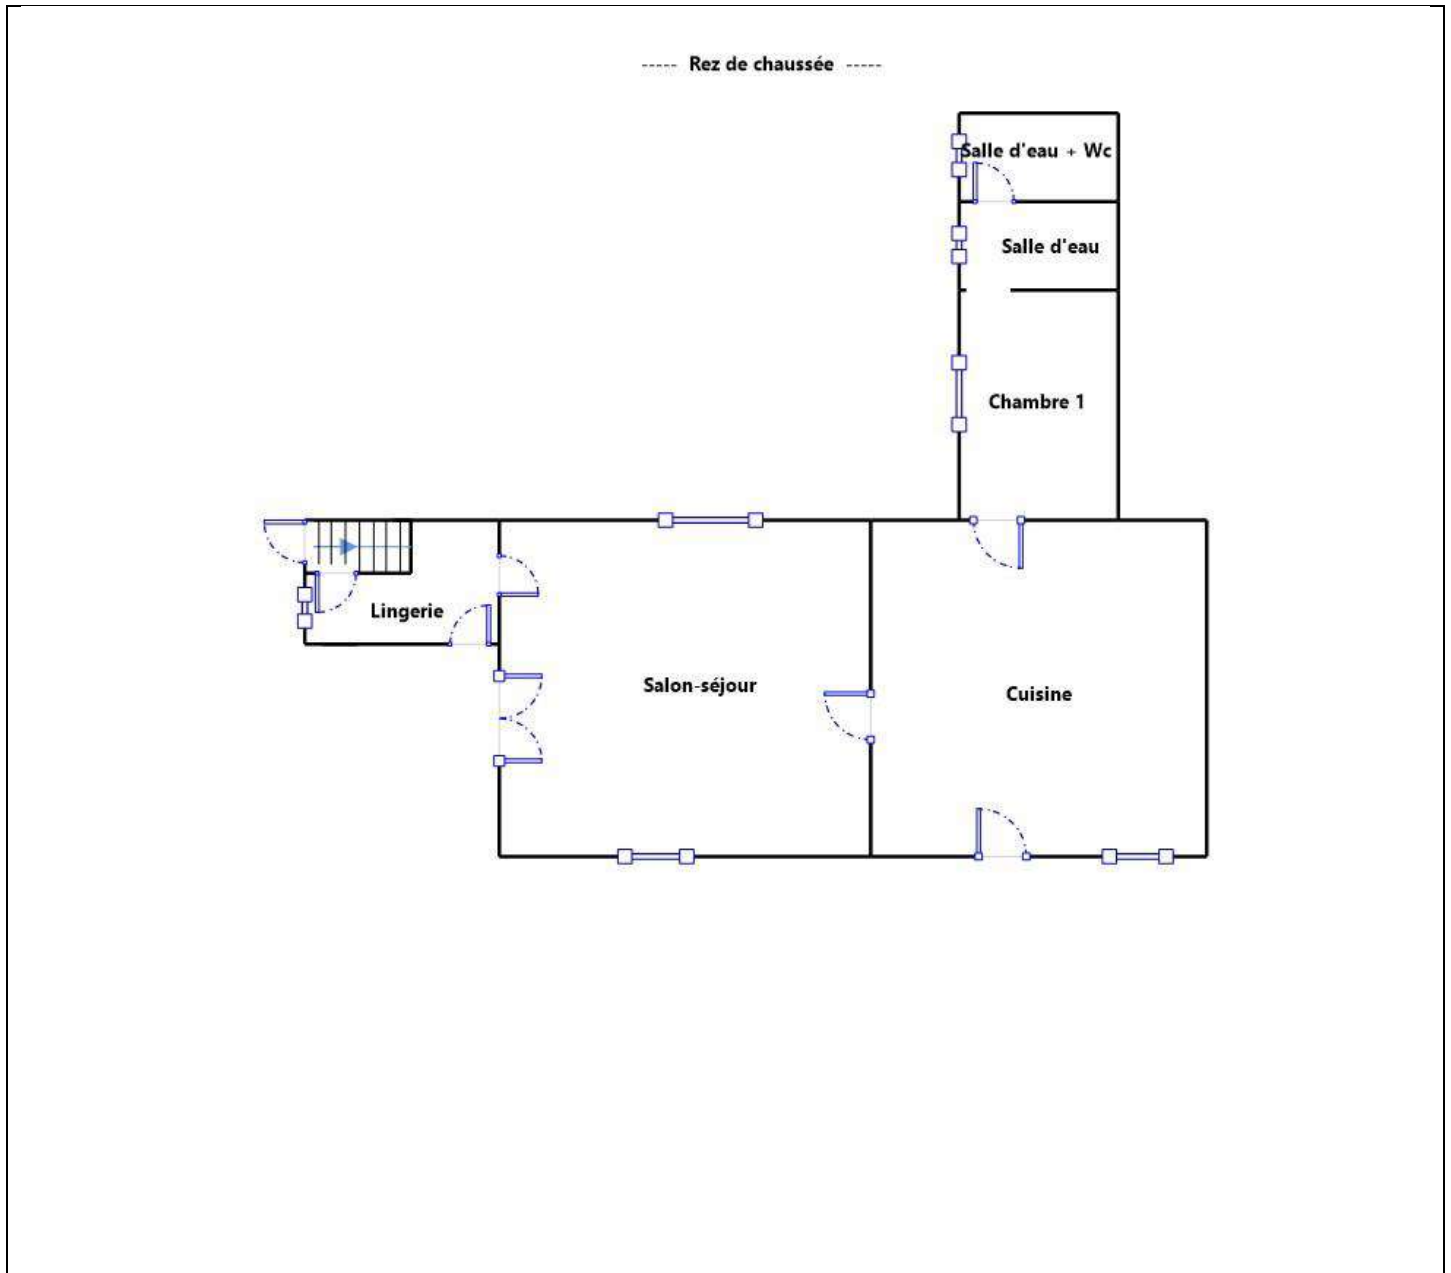 ----- Rez de chaussée -----
Salle d'eau + Wc
Salle d'eau
Chambre 1
Lingerie
Salon-séjour
Cuisine